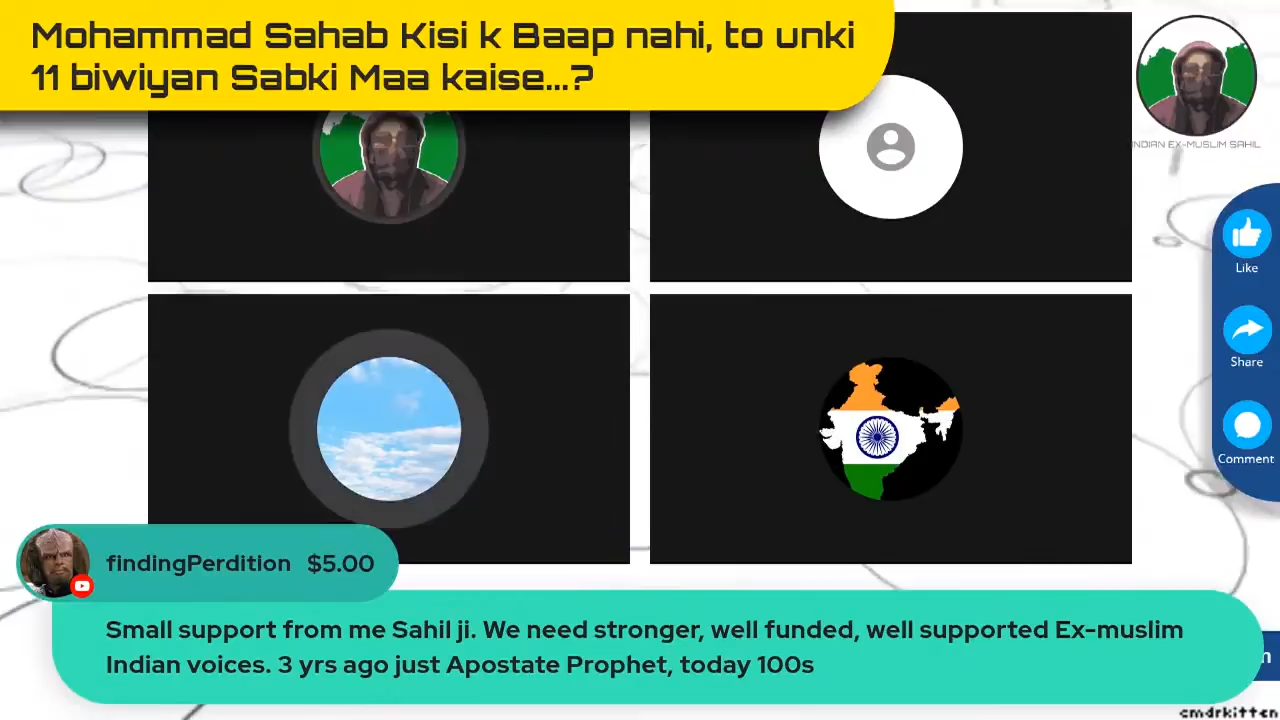 Mohammad Sahab Kisi k Baap nahi, to unki
11 biwiyan Sabki Maa kaise...?
INDIAN EX-MUSLIM SAHIL
Like
Share
Comment
findingPerdition $5.00
Small support from me Sahil ji. We need stronger, well funded, well supported Ex-muslim
Indian voices. 3 yrs ago just Apostate Prophet, today 100s
cmdrkitten